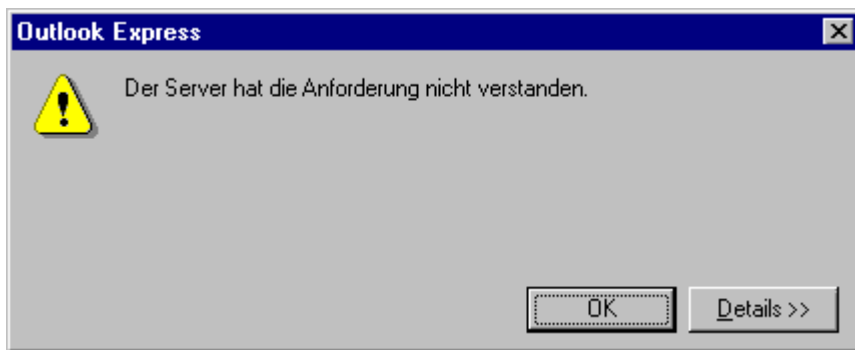 Outlook Express
Der Server hat die Anforderung nicht verstanden.
OK
Details >>